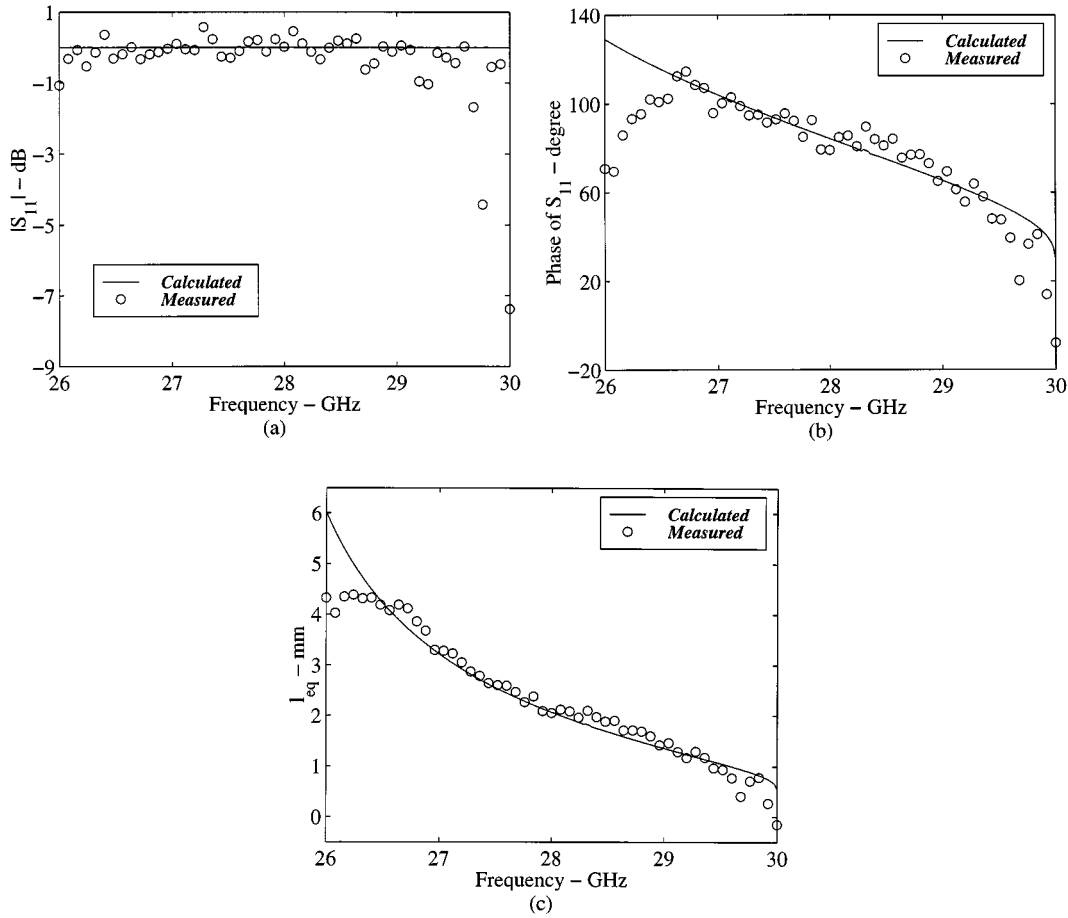 1
−1
−3
−5
−7
−9
|S11| − dB
Calculated
Measured
26
27
28
29
30
Frequency − GHz
(a)
140
100
60
20
−20
Phase of S11 − degree
Calculated
Measured
26
27
28
29
30
Frequency − GHz
(b)
6
5
4
3
2
1
0
leq − mm
Calculated
Measured
26
27
28
29
30
Frequency − GHz
(c)